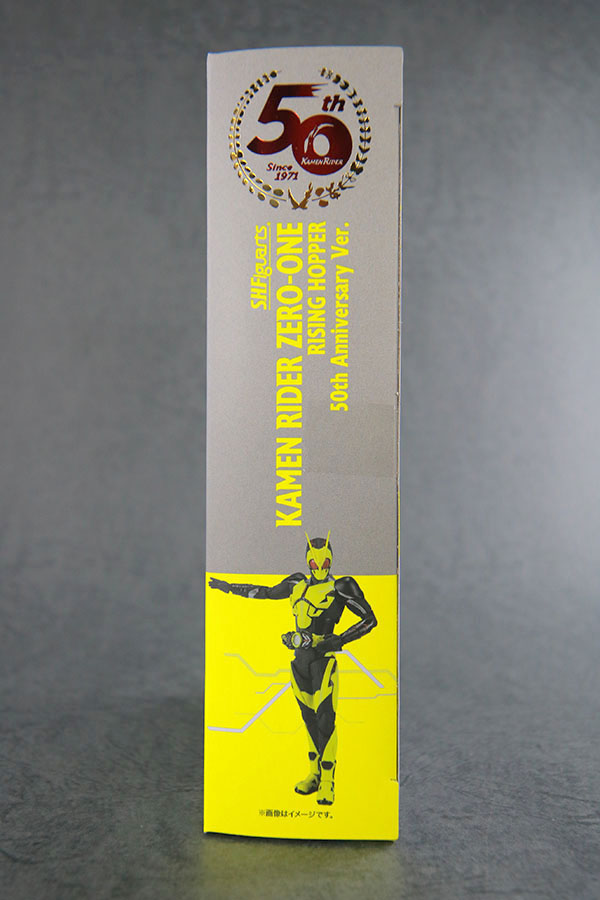 50th
KAMEN RIDER
Since
1971
S.H.Figuarts
KAMEN RIDER ZERO-ONE
RISING HOPPER
50th Anniversary Ver.
※画像はイメージです。